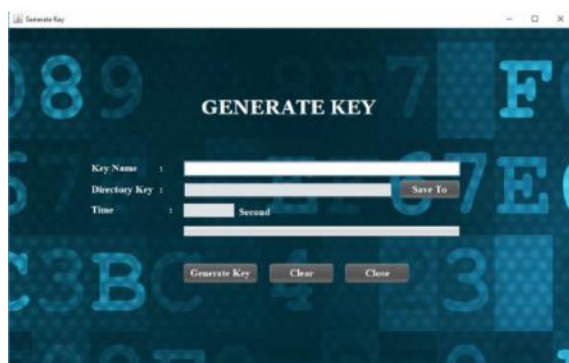 Generate Key
GENERATE KEY
Key Name :
Directory Key : Save To
Time : Second
Generate Key Clear Close